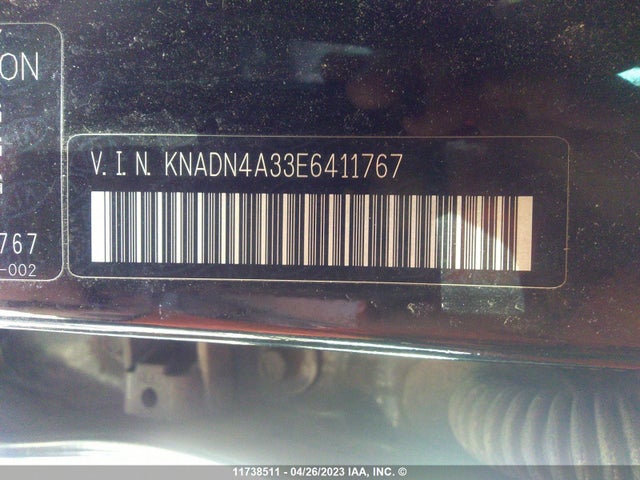 ON
V.I.N. KNADN4A33E6411767
767
-002
11738511 - 04/26/2023 IAA, INC. ©